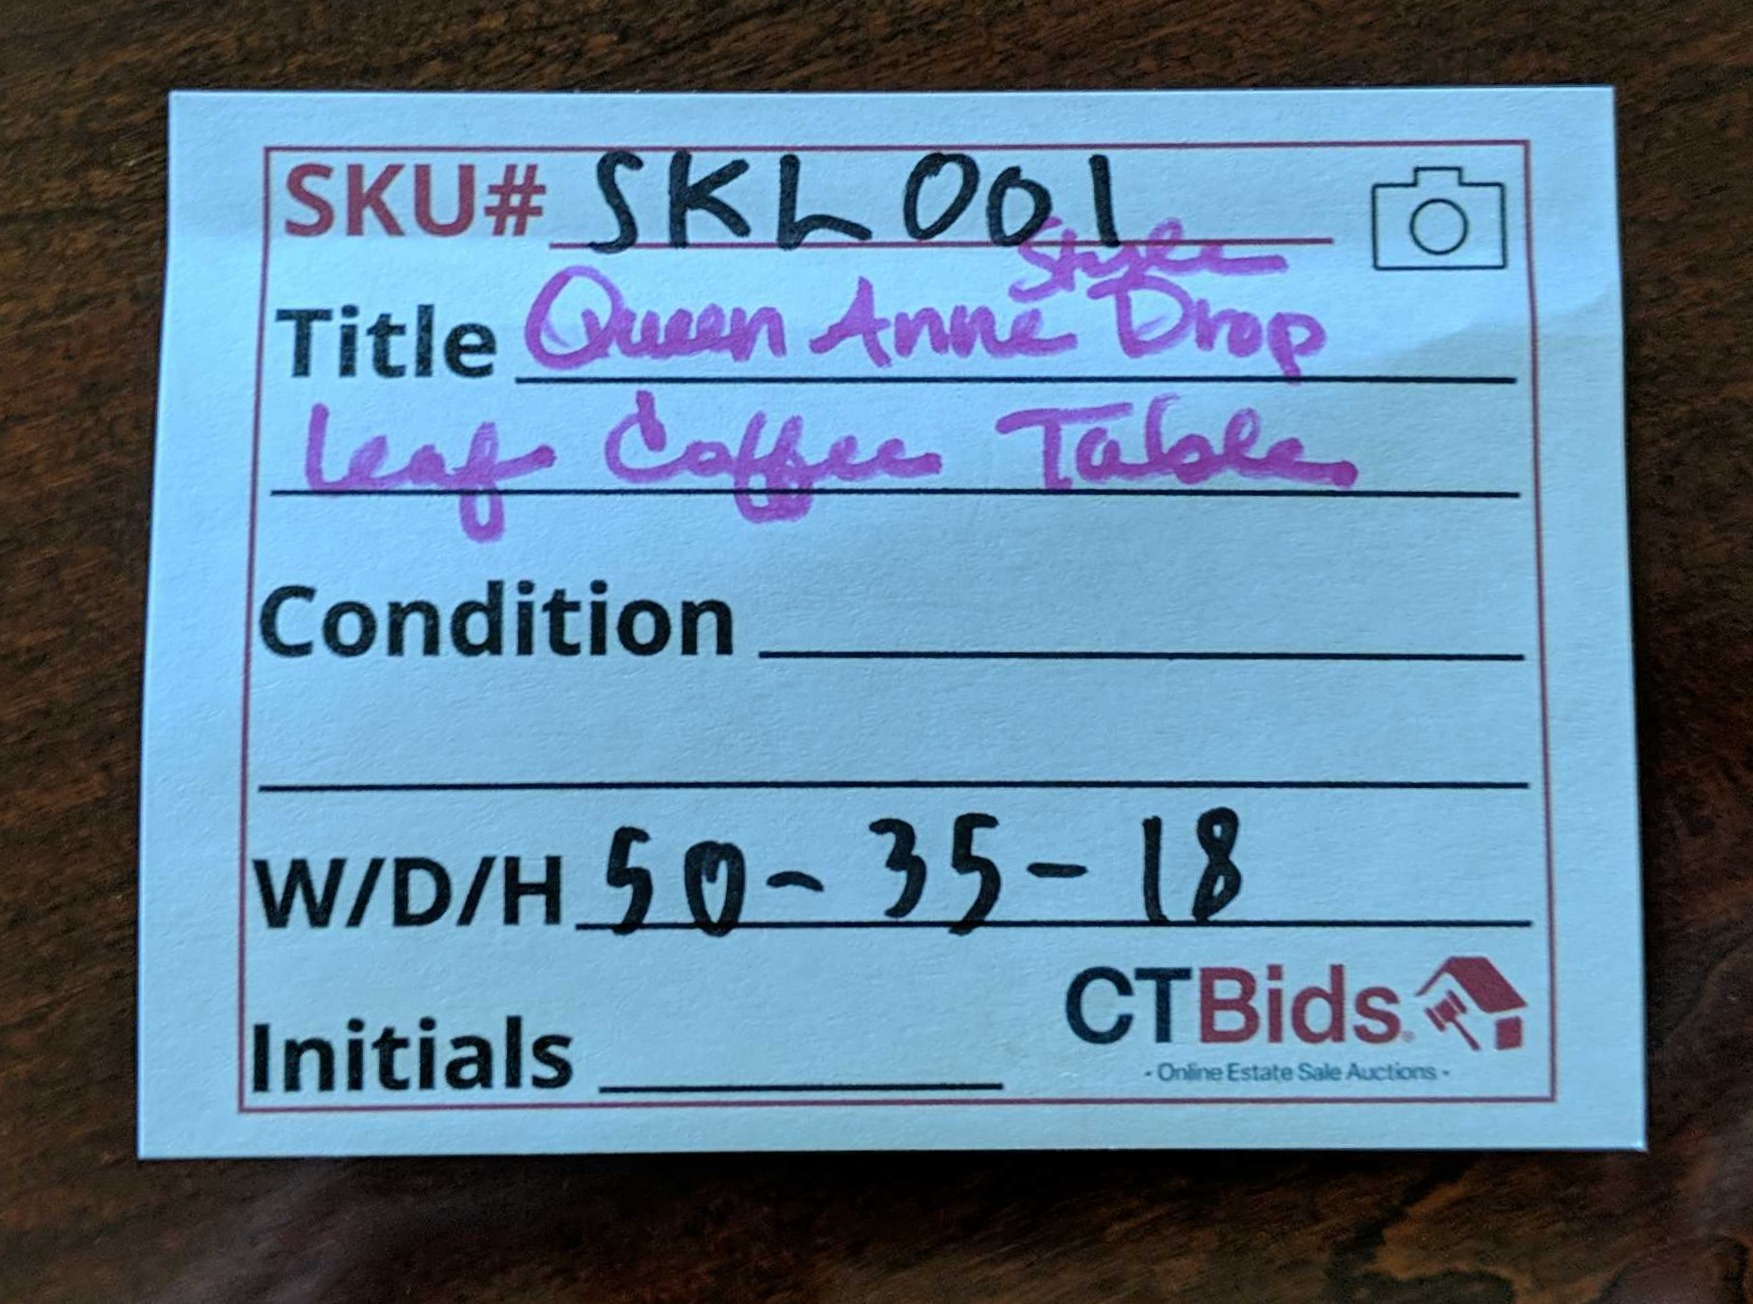 SKU# SKL001
Style
Title Queen Anne Drop
Leaf Coffee Table
Condition
W/D/H 50-35-18
Initials
CTBids
- Online Estate Sale Auctions -